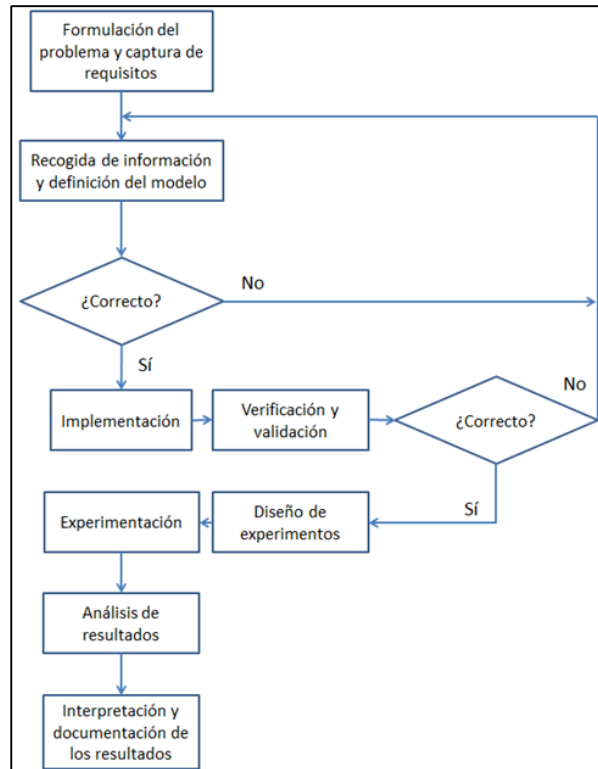 Formulación del
problema y captura de
requisitos
Recogida de información
y definición del modelo
¿Correcto?
No
Sí
Implementación
Verificación y
validación
¿Correcto?
No
Sí
Diseño de
experimentos
Experimentación
Análisis de
resultados
Interpretación y
documentación de
los resultados